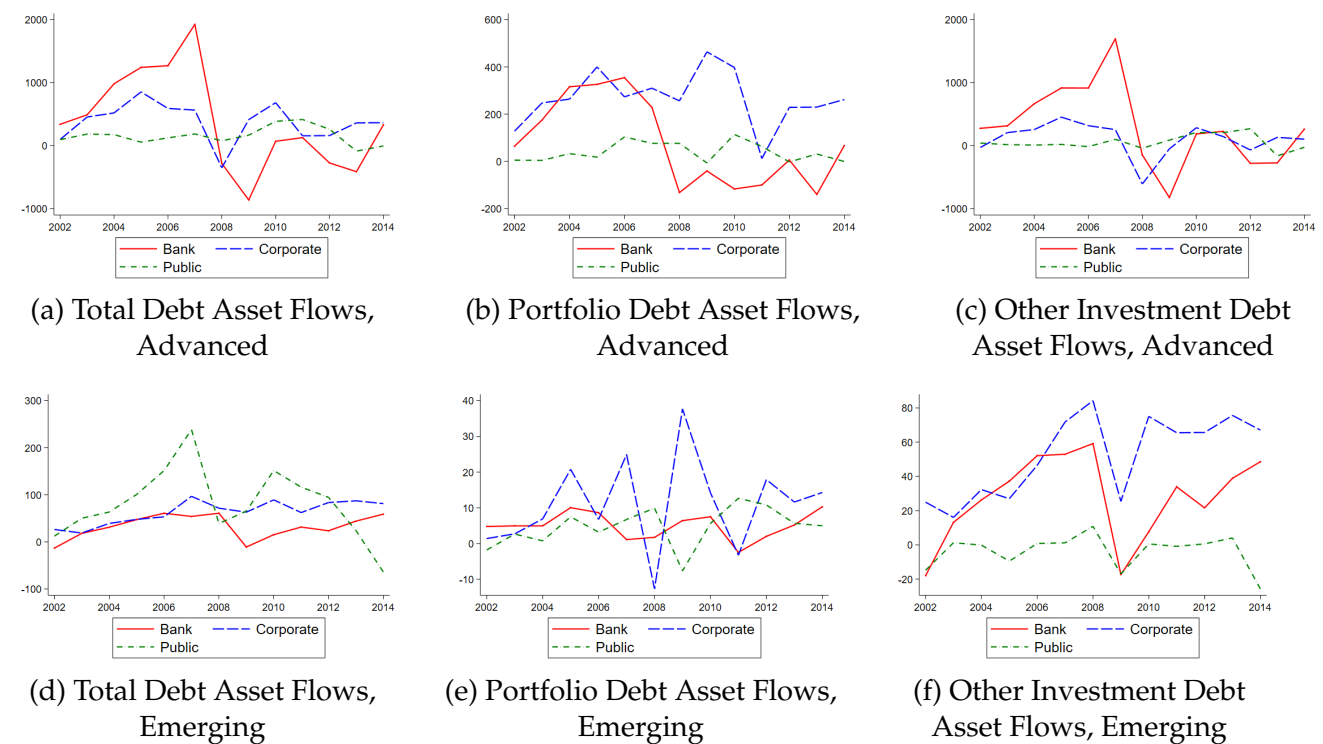 2000
1000
0
-1000
2002 2004 2006 2008 2010 2012 2014
Bank Corporate
Public
(a) Total Debt Asset Flows,
Advanced
600
400
200
0
-200
2002 2004 2006 2008 2010 2012 2014
Bank Corporate
Public
(b) Portfolio Debt Asset Flows,
Advanced
2000
1000
0
-1000
2002 2004 2006 2008 2010 2012 2014
Bank Corporate
Public
(c) Other Investment Debt
Asset Flows, Advanced
300
200
100
0
-100
2002 2004 2006 2008 2010 2012 2014
Bank Corporate
Public
(d) Total Debt Asset Flows,
Emerging
40
30
20
10
0
-10
2002 2004 2006 2008 2010 2012 2014
Bank Corporate
Public
(e) Portfolio Debt Asset Flows,
Emerging
80
60
40
20
0
-20
2002 2004 2006 2008 2010 2012 2014
Bank Corporate
Public
(f) Other Investment Debt
Asset Flows, Emerging